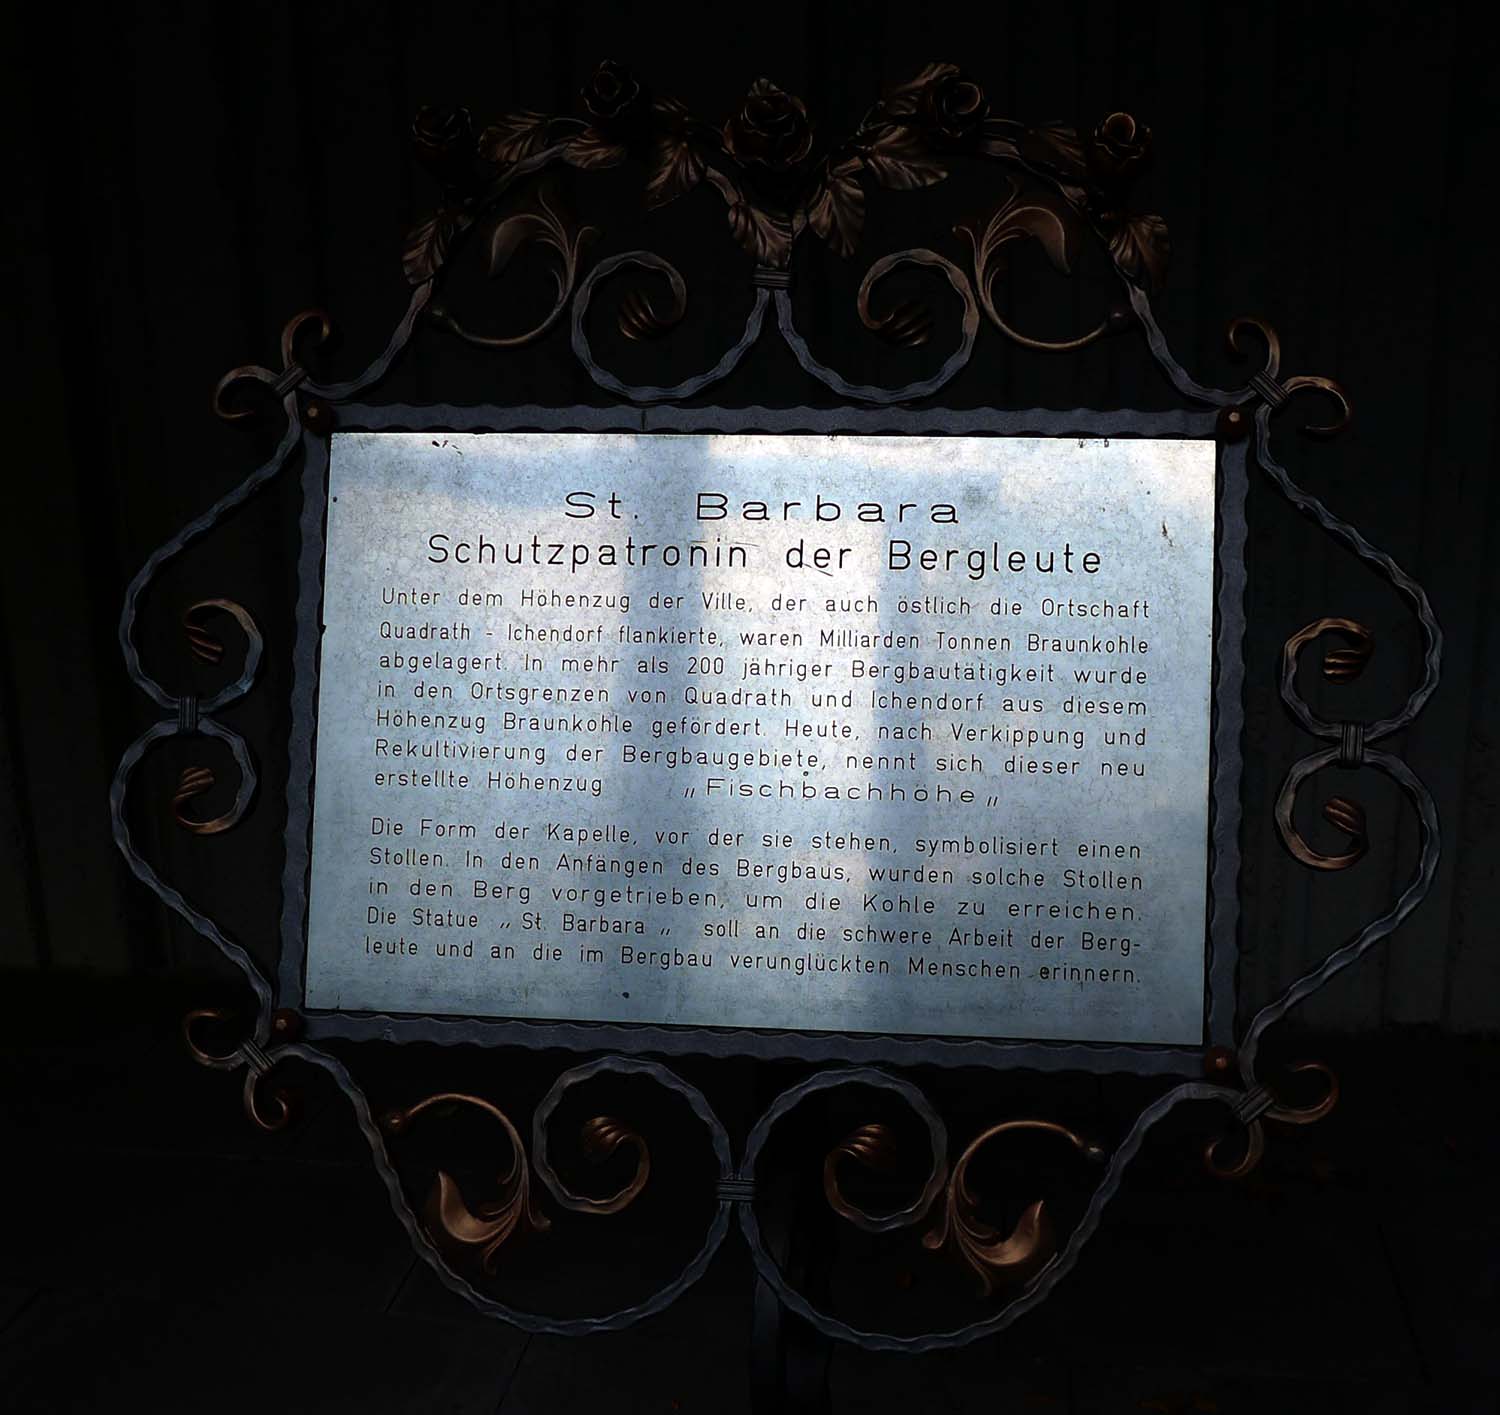 St. Barbara
Schutzpatronin der Bergleute
Unter dem Höhenzug der Ville, der auch östlich die Ortschaft
Quadrath - Ichendorf flankierte, waren Milliarden Tonnen Braunkohle
abgelagert. In mehr als 200 jähriger Bergbautätigkeit wurde
in den Ortsgrenzen von Quadrath und Ichendorf aus diesem
Höhenzug Braunkohle gefördert. Heute, nach Verkippung und
Rekultivierung der Bergbaugebiete, nennt sich dieser neu
erstellte Höhenzug „Fischbachhöhe„
Die Form der Kapelle, vor der sie stehen, symbolisiert einen
Stollen. In den Anfängen des Bergbaus, wurden solche Stollen
in den Berg vorgetrieben, um die Kohle zu erreichen.
Die Statue „ St. Barbara „ soll an die schwere Arbeit der Berg-
leute und an die im Bergbau verunglückten Menschen erinnern.